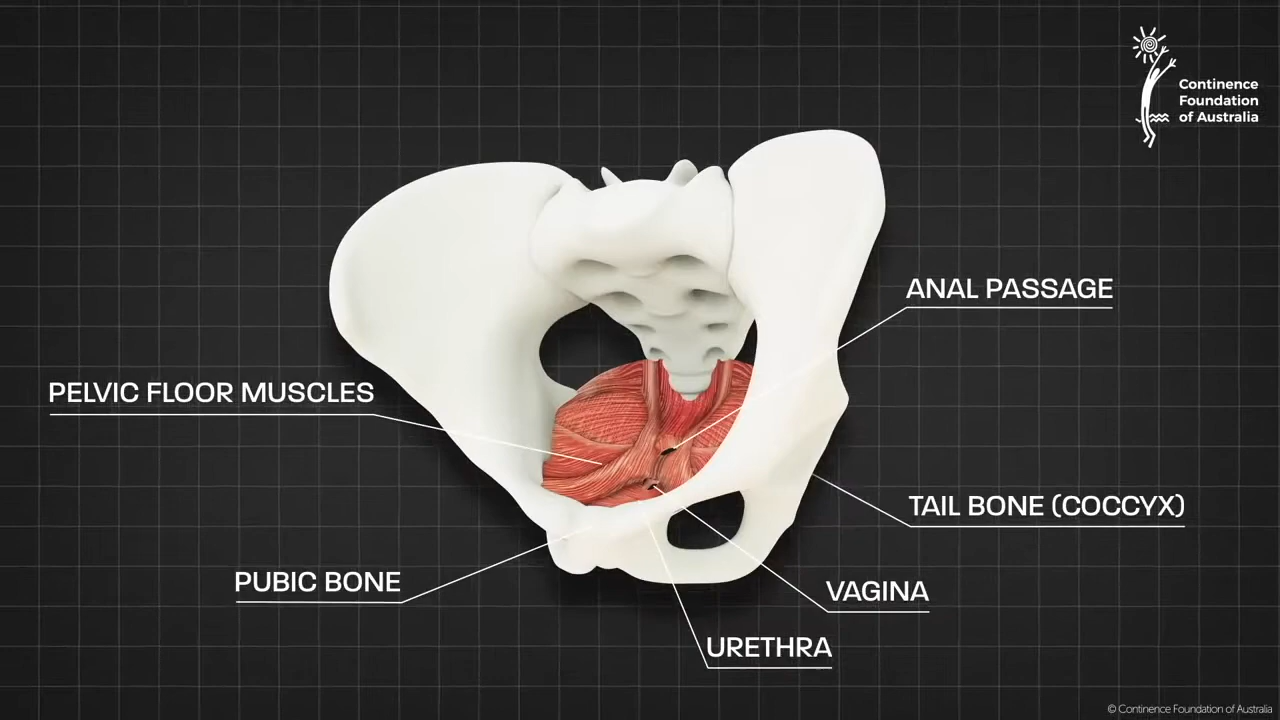 Continence
Foundation
of Australia
ANAL PASSAGE
PELVIC FLOOR MUSCLES
TAIL BONE (COCCYX)
PUBIC BONE
VAGINA
URETHRA
© Continence Foundation of Australia